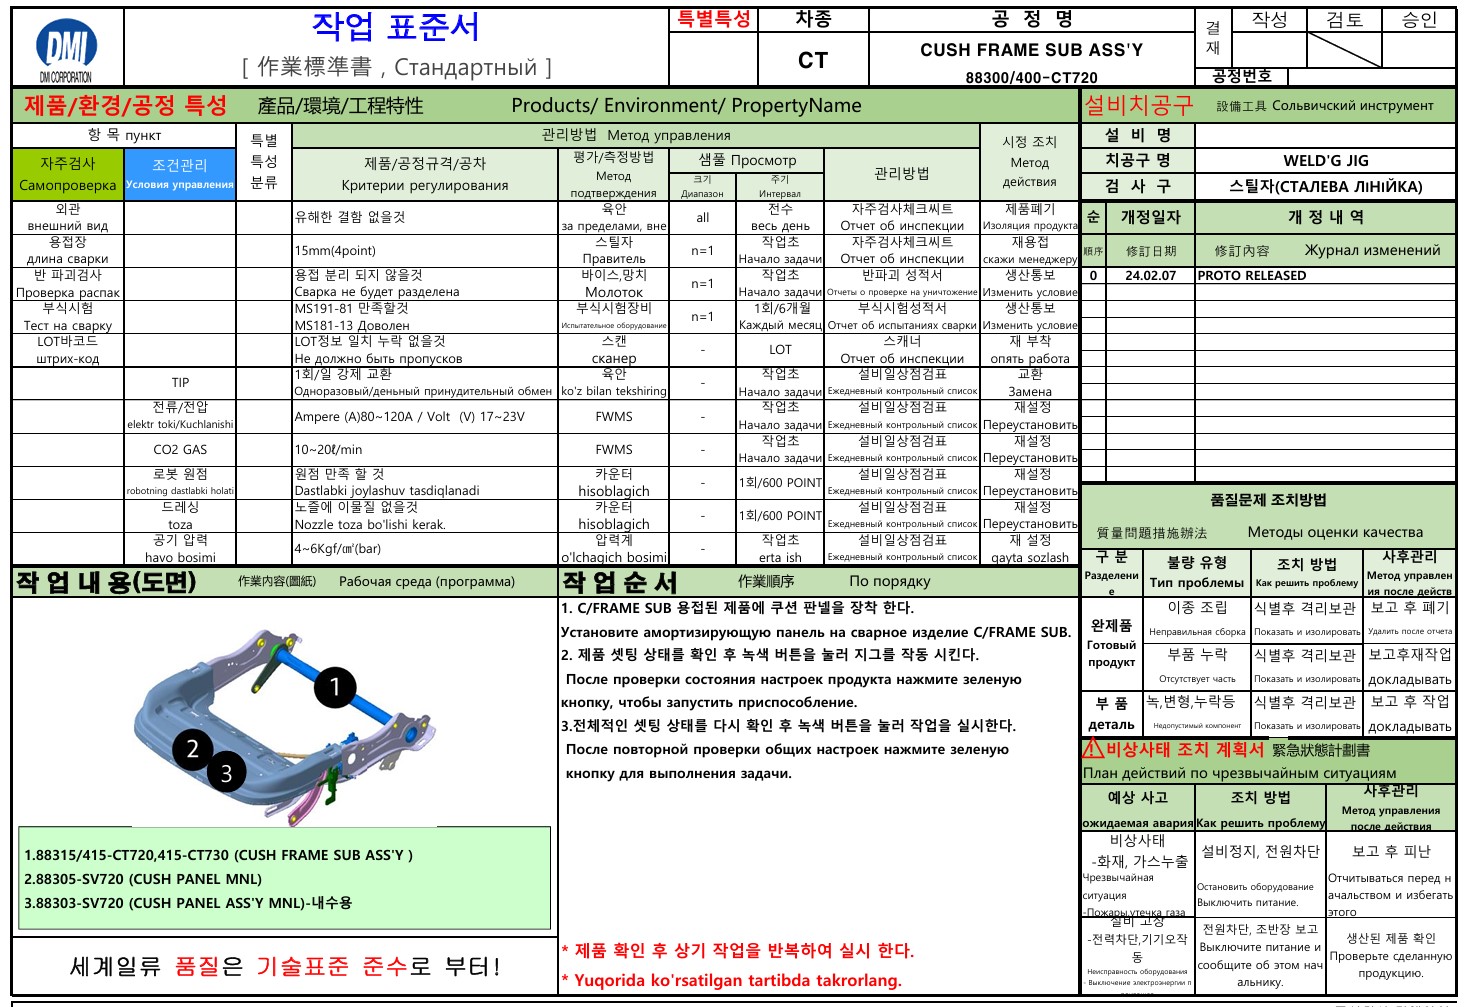 DMI
DMI CORPORATION
작업 표준서
[ 作業標準書 , Стандартный ]
특별특성
차종
공 정 명
CT
CUSH FRAME SUB ASS'Y
88300/400-CT720
결재
작성
검토
승인
공정번호
제품/환경/공정 특성 產品/環境/工程特性 Products/ Environment/ PropertyName
설비치공구 設備工具 Сольвичский инструмент
항 목 пункт
특별
특성
분류
관리방법 Метод управления
시정 조치
Метод
действия
자주검사
Самопроверка
조건관리
Условия управления
제품/공정규격/공차
Критерии регулирования
평가/측정방법
Метод
подтверждения
샘풀 Просмотр
크기
Диапазон
주기
Интервал
관리방법
설 비 명
치공구 명
WELD'G JIG
검 사 구
스틸자(СТАЛЕВА ЛІНІЙКА)
외관
внешний вид
유해한 결함 없을것
육안
за пределами, вне
all
전수
весь день
자주검사체크씨트
Отчет об инспекции
제품폐기
Изоляция продукта
용접장
длина сварки
15mm(4point)
스틸자
Правитель
n=1
작업초
Начало задачи
자주검사체크씨트
Отчет об инспекции
재용접
скажи менеджеру
반 파괴검사
Проверка распак
용접 분리 되지 않을것
Сварка не будет разделена
바이스,망치
Молоток
n=1
작업초
Начало задачи
반파괴 성적서
Отчеты о проверке на уничтожение
생산통보
Изменить условие
부식시험
Тест на сварку
MS191-81 만족할것
MS181-13 Доволен
부식시험장비
Испытательное оборудование
n=1
1회/6개월
Каждый месяц
부식시험성적서
Отчет об испытаниях сварки
생산통보
Изменить условие
LOT바코드
штрих-код
LOT정보 일치 누락 없을것
Не должно быть пропусков
스캔
сканер
-
LOT
스캐너
Отчет об инспекции
재 부착
опять работа
TIP
1회/일 강제 교환
Одноразовый/деньный принудительный обмен
육안
ko'z bilan tekshiring
-
작업초
Начало задачи
설비일상점검표
Ежедневный контрольный список
교환
Замена
전류/전압
elektr toki/Kuchlanishi
Ampere (A)80~120A / Volt (V) 17~23V
FWMS
-
작업초
Начало задачи
설비일상점검표
Ежедневный контрольный список
재설정
Переустановить
CO2 GAS
10~20ℓ/min
FWMS
-
작업초
Начало задачи
설비일상점검표
Ежедневный контрольный список
재설정
Переустановить
로봇 원점
robotning dastlabki holati
원점 만족 할 것
Dastlabki joylashuv tasdiqlanadi
카운터
hisoblagich
-
1회/600 POINT
설비일상점검표
Ежедневный контрольный список
재설정
Переустановить
드레싱
toza
노즐에 이물질 없을것
Nozzle toza bo'lishi kerak.
카운터
hisoblagich
-
1회/600 POINT
설비일상점검표
Ежедневный контрольный список
재설정
Переустановить
공기 압력
havo bosimi
4~6Kgf/㎠(bar)
압력계
o'lchagich bosimi
-
작업초
erta ish
설비일상점검표
Ежедневный контрольный список
재 설정
qayta sozlash
순
개정일자
개 정 내 역
順序
修訂日期
修訂內容 Журнал изменений
0
24.02.07
PROTO RELEASED
품질문제 조치방법
質量問題措施辦法 Методы оценки качества
구 분
Разделение
불량 유형
Тип проблемы
조치 방법
Как решить проблему
사후관리
Метод управлен
ия после действ
완제품
Готовый
продукт
이종 조립
Неправильная сборка
식별후 격리보관
Показать и изолировать
보고 후 폐기
Удалить после отчета
부품 누락
Отсутствует часть
식별후 격리보관
Показать и изолировать
보고후재작업
докладывать
부 품
деталь
녹,변형,누락등
Недопустимый компонент
식별후 격리보관
Показать и изолировать
보고 후 작업
докладывать
비상사태 조치 계획서 緊急狀態計劃書
План действий по чрезвычайным ситуациям
예상 사고
ожидаемая авария
조치 방법
Как решить проблему
사후관리
Метод управления
после действия
비상사태
-화재, 가스누출
Чрезвычайная
ситуация
-Пожары,утечка газа
설비정지, 전원차단
Остановить оборудование
Выключить питание.
보고 후 피난
Отчитываться перед н
ачальством и избегать
этого
설비 고장
-전력차단,기기오작
동
Неисправность оборудования
- Выключение электроэнергии п
전원차단, 조반장 보고
Выключите питание и
сообщите об этом нач
альнику.
생산된 제품 확인
Проверьте сделанную
продукцию.
작 업 내 용(도면) 作業內容(圖紙) Рабочая среда (программа)
작 업 순 서 作業順序 По порядку
1
2
3
1.88315/415-CT720,415-CT730 (CUSH FRAME SUB ASS'Y )
2.88305-SV720 (CUSH PANEL MNL)
3.88303-SV720 (CUSH PANEL ASS'Y MNL)-내수용
세계일류 품질은 기술표준 준수로 부터!
1. C/FRAME SUB 용접된 제품에 쿠션 판넬을 장착 한다.
Установите амортизирующую панель на сварное изделие C/FRAME SUB.
2. 제품 셋팅 상태를 확인 후 녹색 버튼을 눌러 지그를 작동 시킨다.
После проверки состояния настроек продукта нажмите зеленую
кнопку, чтобы запустить приспособление.
3.전체적인 셋팅 상태를 다시 확인 후 녹색 버튼을 눌러 작업을 실시한다.
После повторной проверки общих настроек нажмите зеленую
кнопку для выполнения задачи.
* 제품 확인 후 상기 작업을 반복하여 실시 한다.
* Yuqorida ko'rsatilgan tartibda takrorlang.